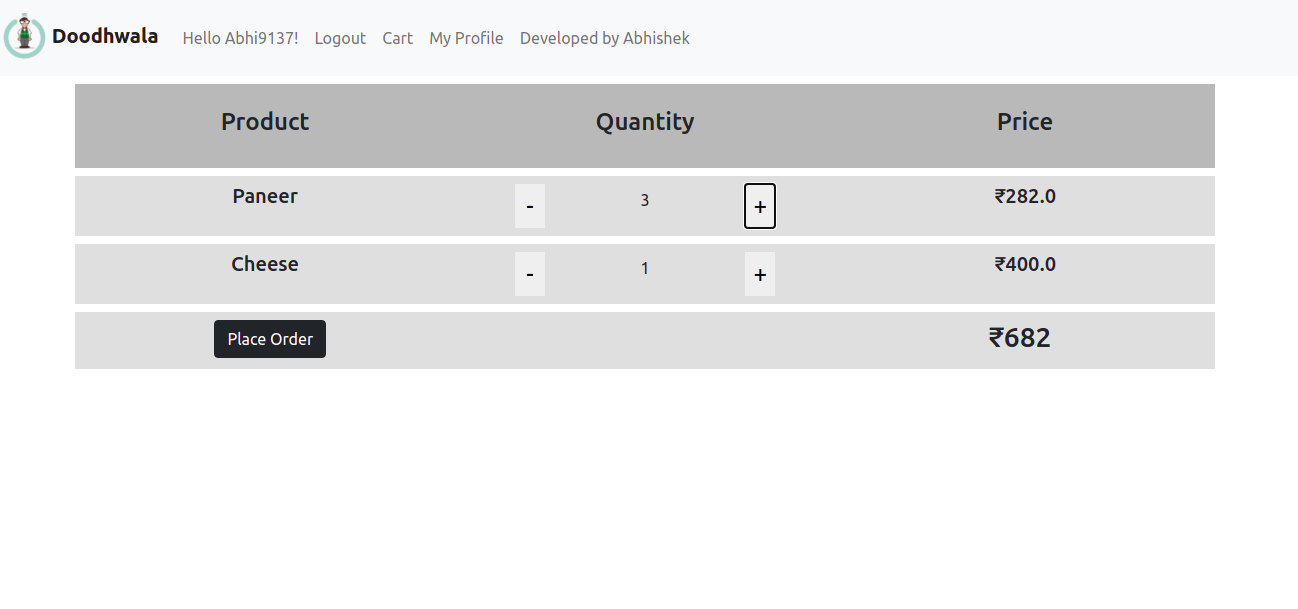 Doodhwala Hello Abhi9137! Logout Cart My Profile Developed by Abhishek
Product Quantity Price
Paneer - 3 + ₹282.0
Cheese - 1 + ₹400.0
Place Order ₹682